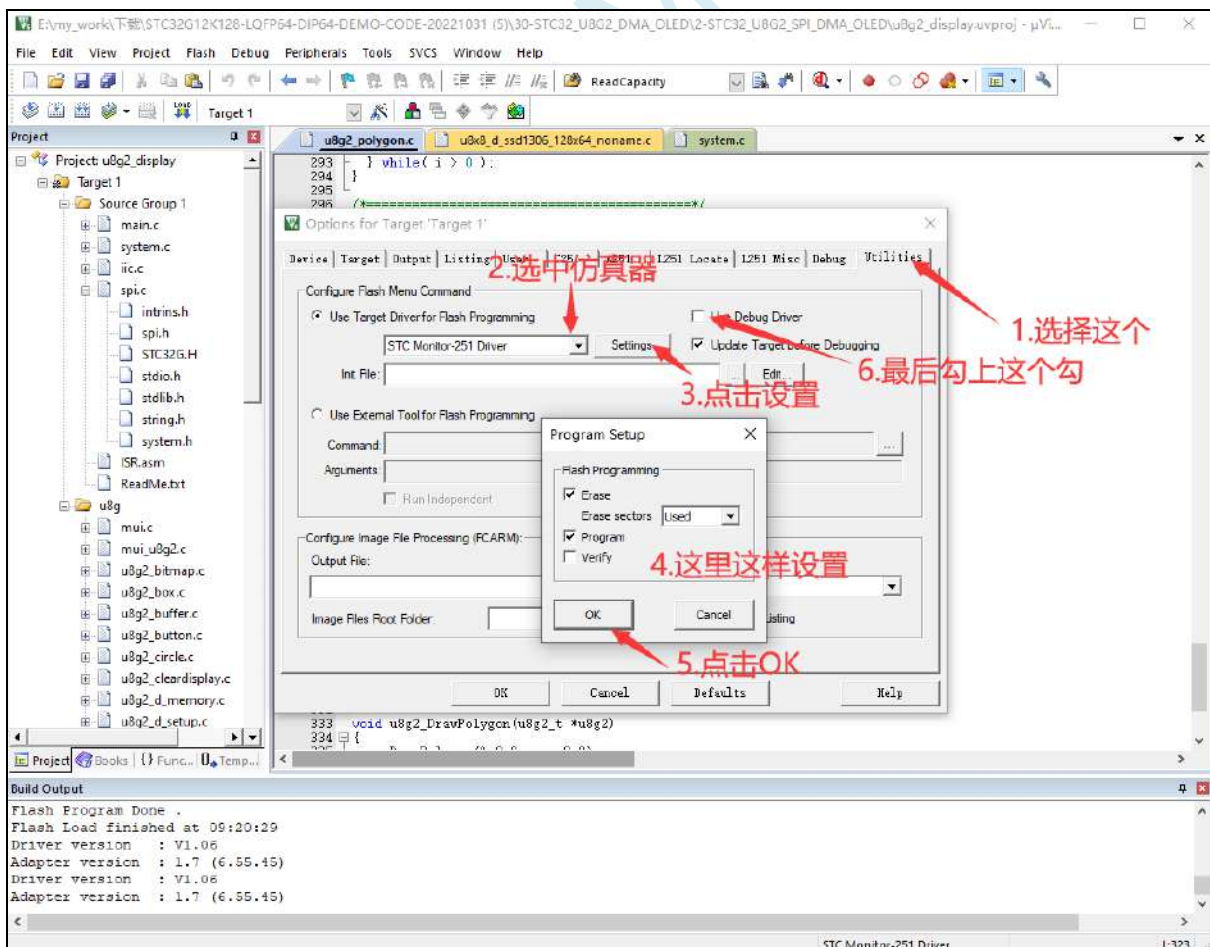 E:\my_work\下载\STC32G12K128-LQFP64-DIP64-DEMO-CODE-20221031 (5)\30-STC32_U8G2_DMA_OLED\2-STC32_U8G2_SPI_DMA_OLED\u8g2_display.uvproj - µVi...
File Edit View Project Flash Debug Peripherals Tools SVCS Window Help
ReadCapacity
Target 1
Project
Project: u8g2_display
Target 1
Source Group 1
main.c
system.c
iic.c
spi.c
intrins.h
spi.h
STC32G.H
stdio.h
stdlib.h
string.h
system.h
ISR.asm
ReadMe.txt
u8g
mui.c
mui_u8g2.c
u8g2_bitmap.c
u8g2_box.c
u8g2_buffer.c
u8g2_button.c
u8g2_circle.c
u8g2_cleardisplay.c
u8g2_d_memory.c
u8g2_d_setup.c
Project Books {} Func... Temp...
u8g2_polygon.c u8x8_d_ssd1306_128x64_noname.c system.c
293 } while( i > 0 );
294 }
295
296 /*===========================================*/
Options for Target 'Target 1'
Device Target Output Listing L251 Locate L251 Misc Debug Utilities
2.选中仿真器
Configure Flash Menu Command
Use Target Driver for Flash Programming
Use Debug Driver
1.选择这个
STC Monitor-251 Driver
Settings
Update Target before Debugging
6.最后勾上这个勾
Init File:
... Edit...
3.点击设置
Use External Tool for Flash Programming
Command:
...
Arguments:
Run Independent
Program Setup
Flash Programming
Erase
Erase sectors Used
Program
Verify
4.这里这样设置
OK Cancel
5.点击OK
Configure Image File Processing (FCARM):
Output File:
Image Files Root Folder:
Listing
OK Cancel Defaults Help
333 void u8g2_DrawPolygon(u8g2_t *u8g2)
334 {
Build Output
Flash Program Done .
Flash Load finished at 09:20:29
Driver version : V1.06
Adapter version : 1.7 (6.55.45)
Driver version : V1.06
Adapter version : 1.7 (6.55.45)
STC Monitor-251 Driver
L:323